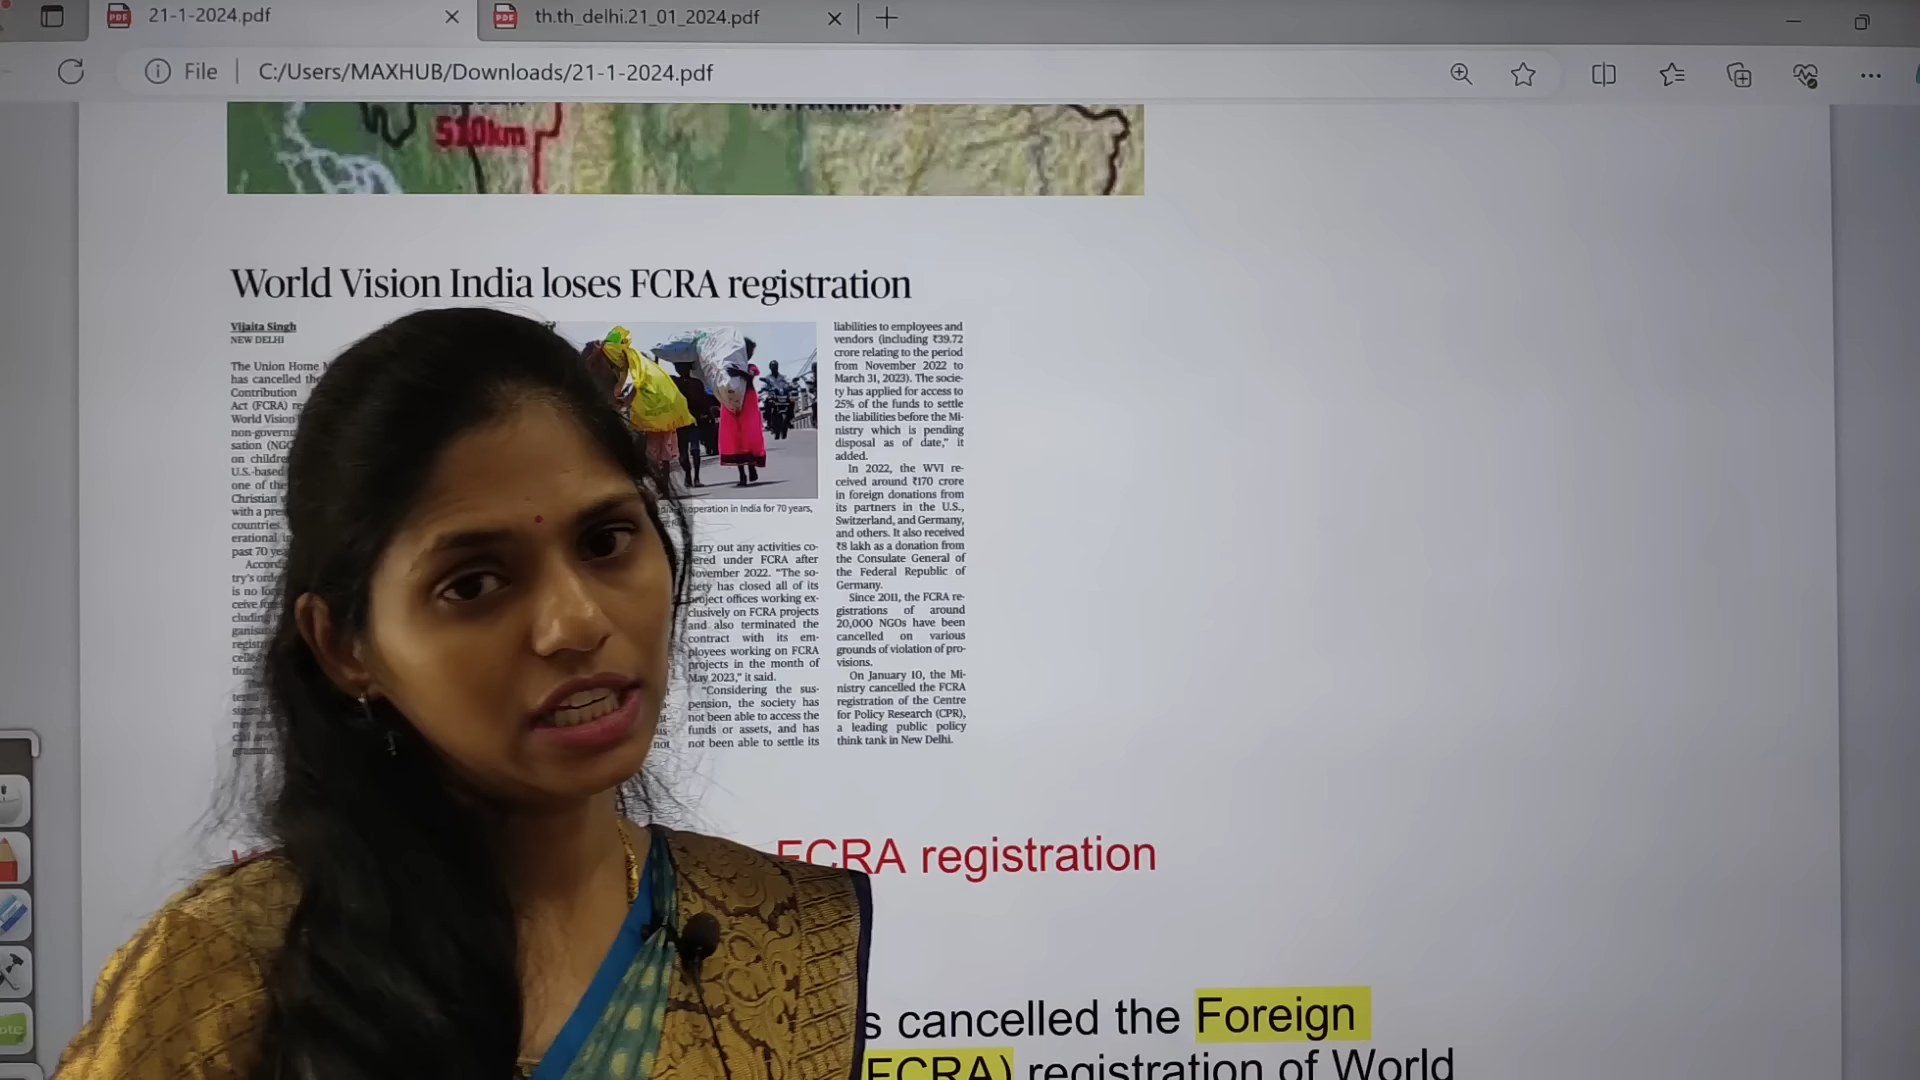 21-1-2024.pdf
th.th_delhi.21_01_2024.pdf
File
C:/Users/MAXHUB/Downloads/21-1-2024.pdf
510km
World Vision India loses FCRA registration
Vijaita Singh
NEW DELHI
The Union Home
has cancelled the
Contribution
Act (FCRA)
World Vision
sation (NGO
U.S.-based
one of the
Christian
with a
countries.
past 70
operation in India for 70 years,
carry out any activities co-
vered under FCRA after
November 2022. “The so-
ciety has closed all of its
project offices working ex-
clusively on FCRA projects
and also terminated the
contract with its em-
ployees working on FCRA
projects in the month of
May 2023,” it said.
“Considering the sus-
pension, the society has
not been able to access the
funds or assets, and has
not been able to settle its
liabilities to employees and
vendors (including ₹39.72
crore relating to the period
from November 2022 to
March 31, 2023). The socie-
ty has applied for access to
25% of the funds to settle
the liabilities before the Mi-
nistry which is pending
disposal as of date,” it
added.
In 2022, the WVI re-
ceived around ₹170 crore
in foreign donations from
its partners in the U.S.,
Switzerland, and Germany,
and others. It also received
₹8 lakh as a donation from
the Consulate General of
the Federal Republic of
Germany.
Since 2011, the FCRA re-
gistrations of around
20,000 NGOs have been
cancelled on various
grounds of violation of pro-
visions.
On January 10, the Mi-
nistry cancelled the FCRA
registration of the Centre
for Policy Research (CPR),
a leading public policy
think tank in New Delhi.
FCRA registration
s cancelled the Foreign
FCRA) registration of World